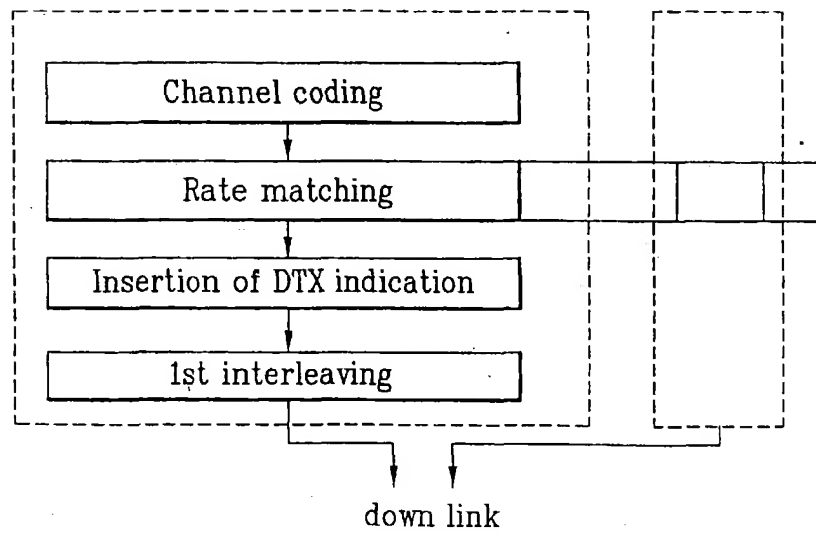 Channel coding
Rate matching
Insertion of DTX indication
1st interleaving
down link